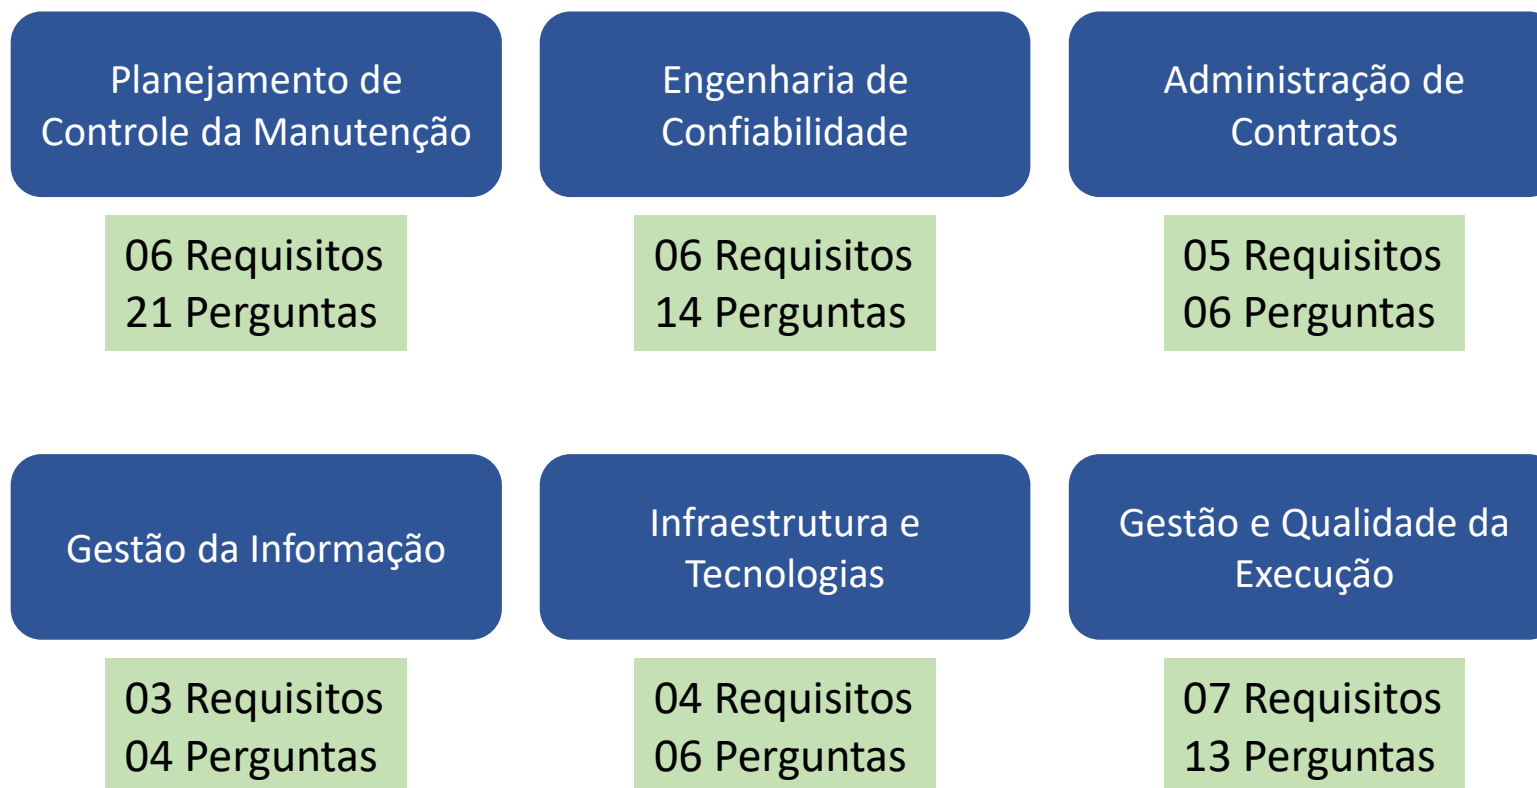 Planejamento de
Controle da Manutenção
06 Requisitos
21 Perguntas
Engenharia de
Confiabilidade
06 Requisitos
14 Perguntas
Administração de
Contratos
05 Requisitos
06 Perguntas
Gestão da Informação
03 Requisitos
04 Perguntas
Infraestrutura e
Tecnologias
04 Requisitos
06 Perguntas
Gestão e Qualidade da
Execução
07 Requisitos
13 Perguntas